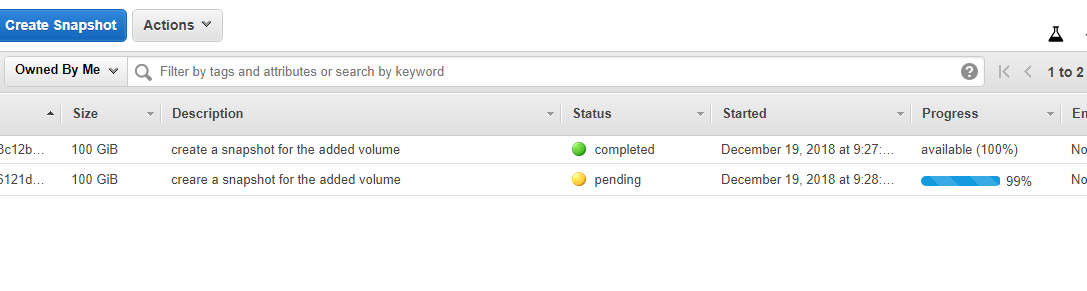 Create Snapshot Actions
Owned By Me Filter by tags and attributes or search by keyword ? 1 to 2
Size Description Status Started Progress En
3c12b... 100 GiB create a snapshot for the added volume completed December 19, 2018 at 9:27:... available (100%) No
6121d... 100 GiB creare a snapshot for the added volume pending December 19, 2018 at 9:28:... 99% No